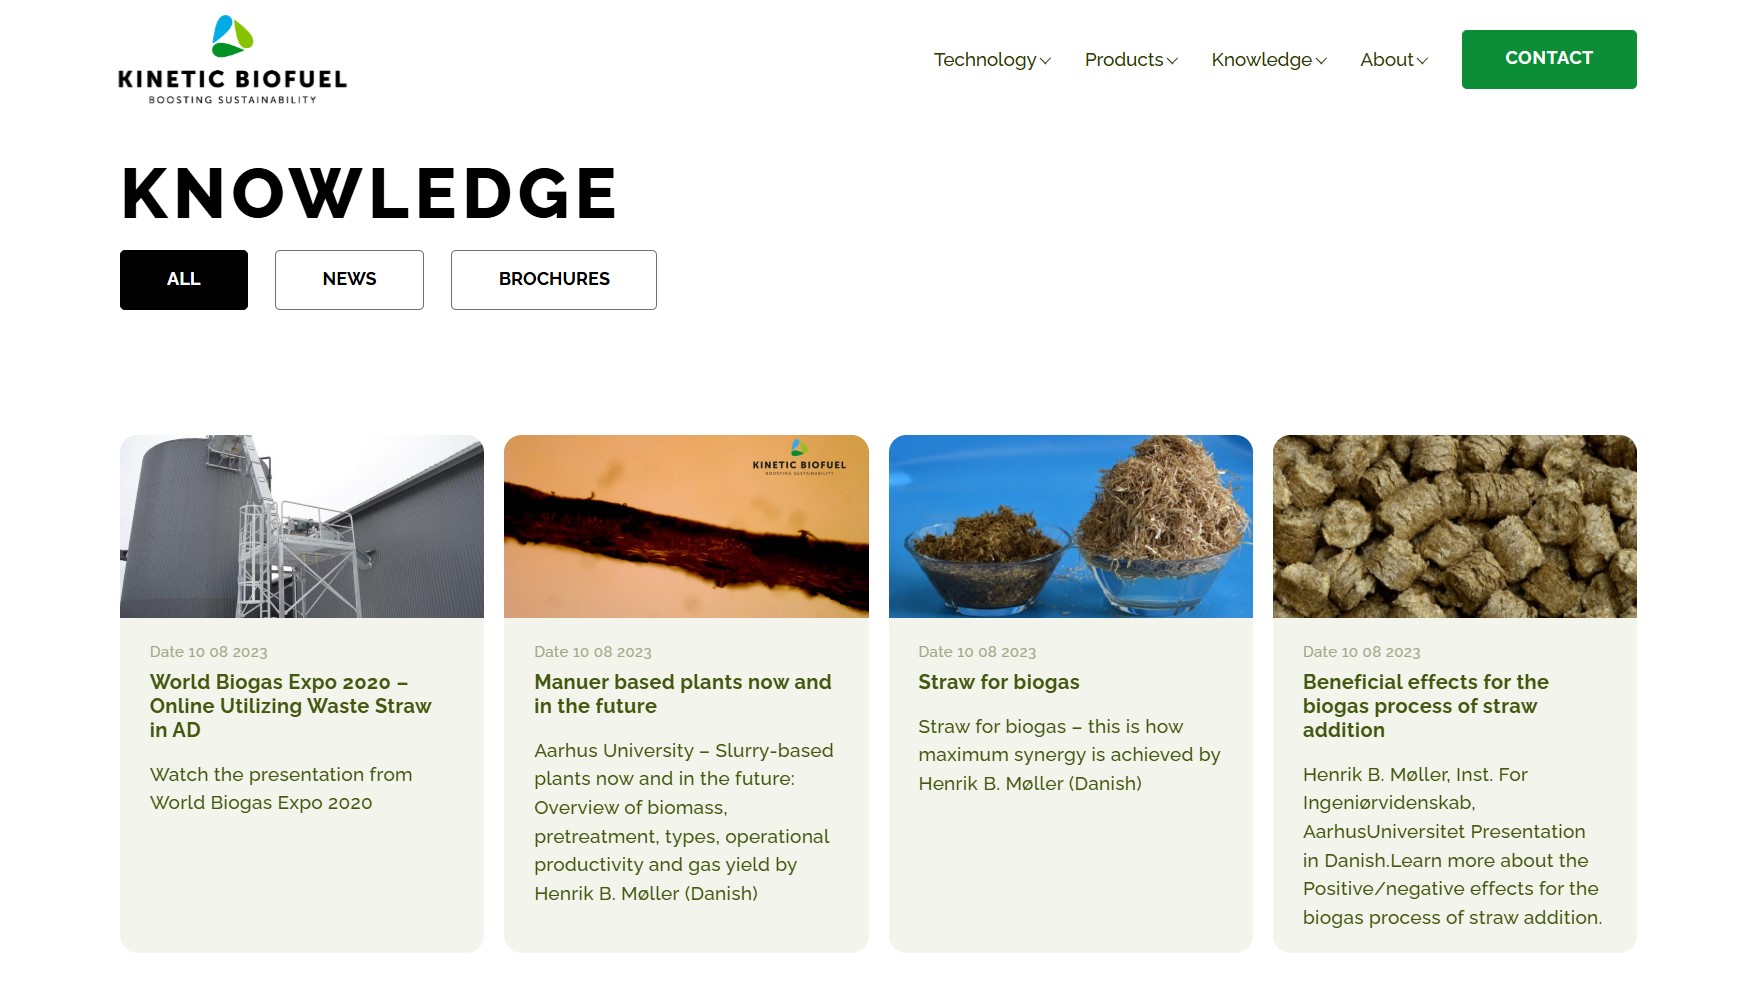 KINETIC BIOFUEL
BOOSTING SUSTAINABILITY
Technology
Products
Knowledge
About
CONTACT
KNOWLEDGE
ALL
NEWS
BROCHURES
Date 10 08 2023
World Biogas Expo 2020 –
Online Utilizing Waste Straw
in AD
Watch the presentation from
World Biogas Expo 2020
KINETIC BIOFUEL
BOOSTING SUSTAINABILITY
Date 10 08 2023
Manuer based plants now and
in the future
Aarhus University – Slurry-based
plants now and in the future:
Overview of biomass,
pretreatment, types, operational
productivity and gas yield by
Henrik B. Møller (Danish)
Date 10 08 2023
Straw for biogas
Straw for biogas – this is how
maximum synergy is achieved by
Henrik B. Møller (Danish)
Date 10 08 2023
Beneficial effects for the
biogas process of straw
addition
Henrik B. Møller, Inst. For
Ingeniørvidenskab,
AarhusUniversitet Presentation
in Danish.Learn more about the
Positive/negative effects for the
biogas process of straw addition.